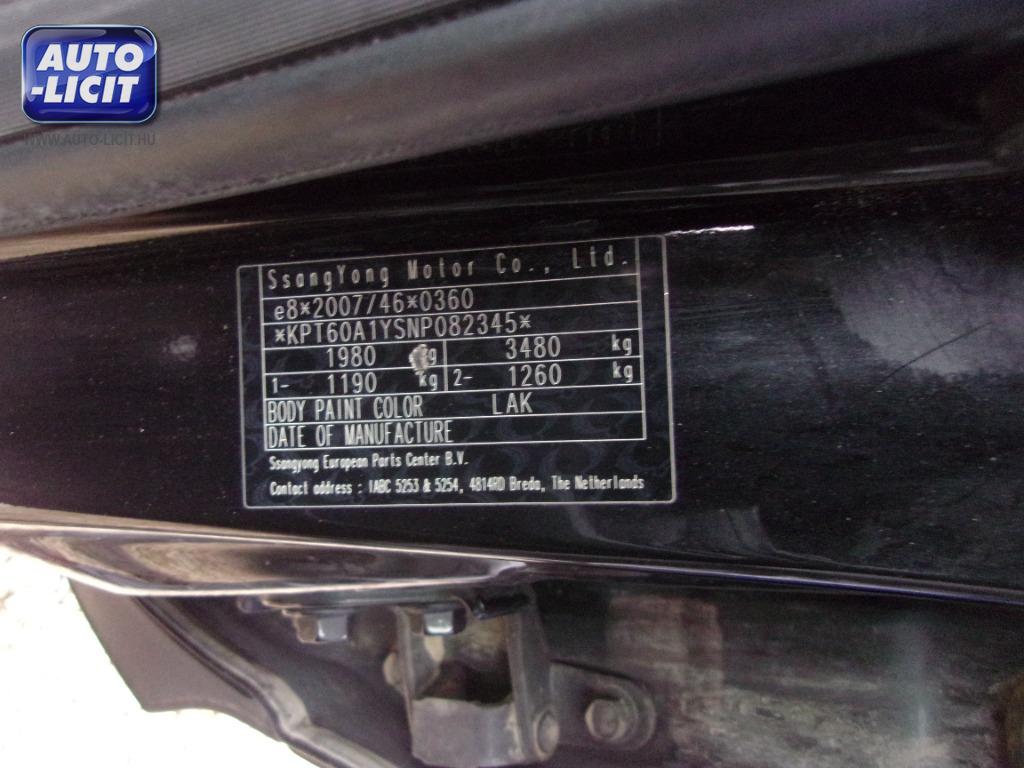 AUTO
-LICIT
WWW.AUTO-LICIT.HU
SsangYong Motor Co., Ltd.
e8*2007/46*0360
*KPT60A1YSNP082345*
1980 kg 3480 kg
1- 1190 kg 2- 1260 kg
BODY PAINT COLOR LAK
DATE OF MANUFACTURE
Ssangyong European Parts Center B.V.
Contact address : IABC 5253 & 5254, 4814RD Breda, The Netherlands